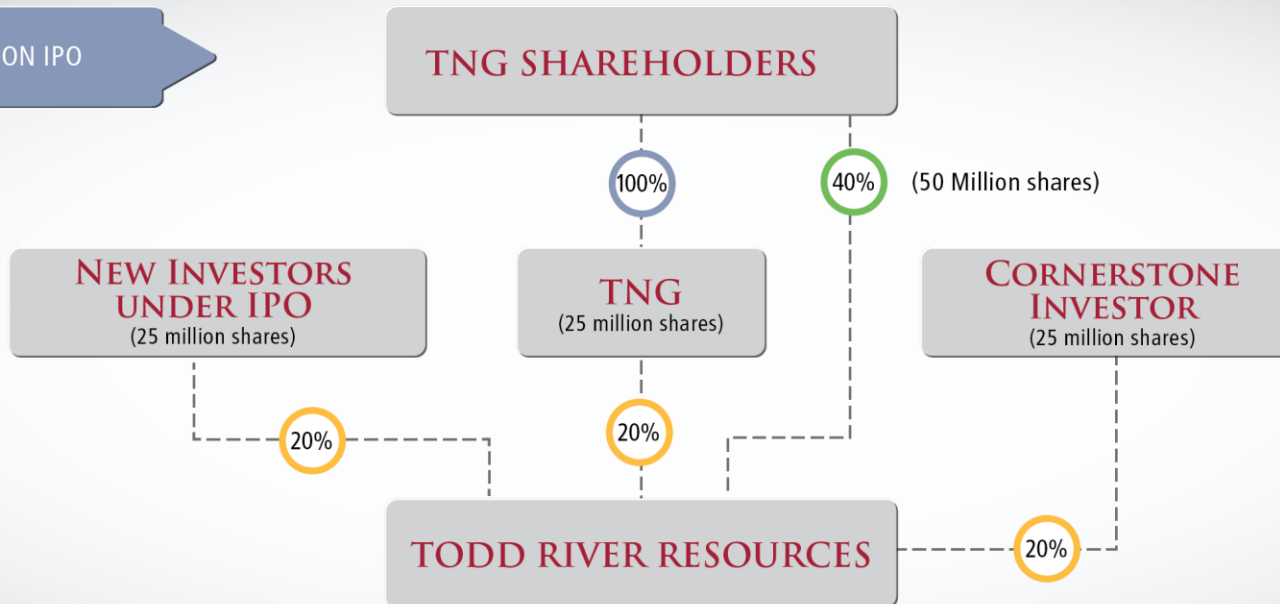 ON IPO
TNG SHAREHOLDERS
100%
40%
(50 Million shares)
NEW INVESTORS
UNDER IPO
(25 million shares)
TNG
(25 million shares)
CORNERSTONE
INVESTOR
(25 million shares)
20%
20%
TODD RIVER RESOURCES
20%